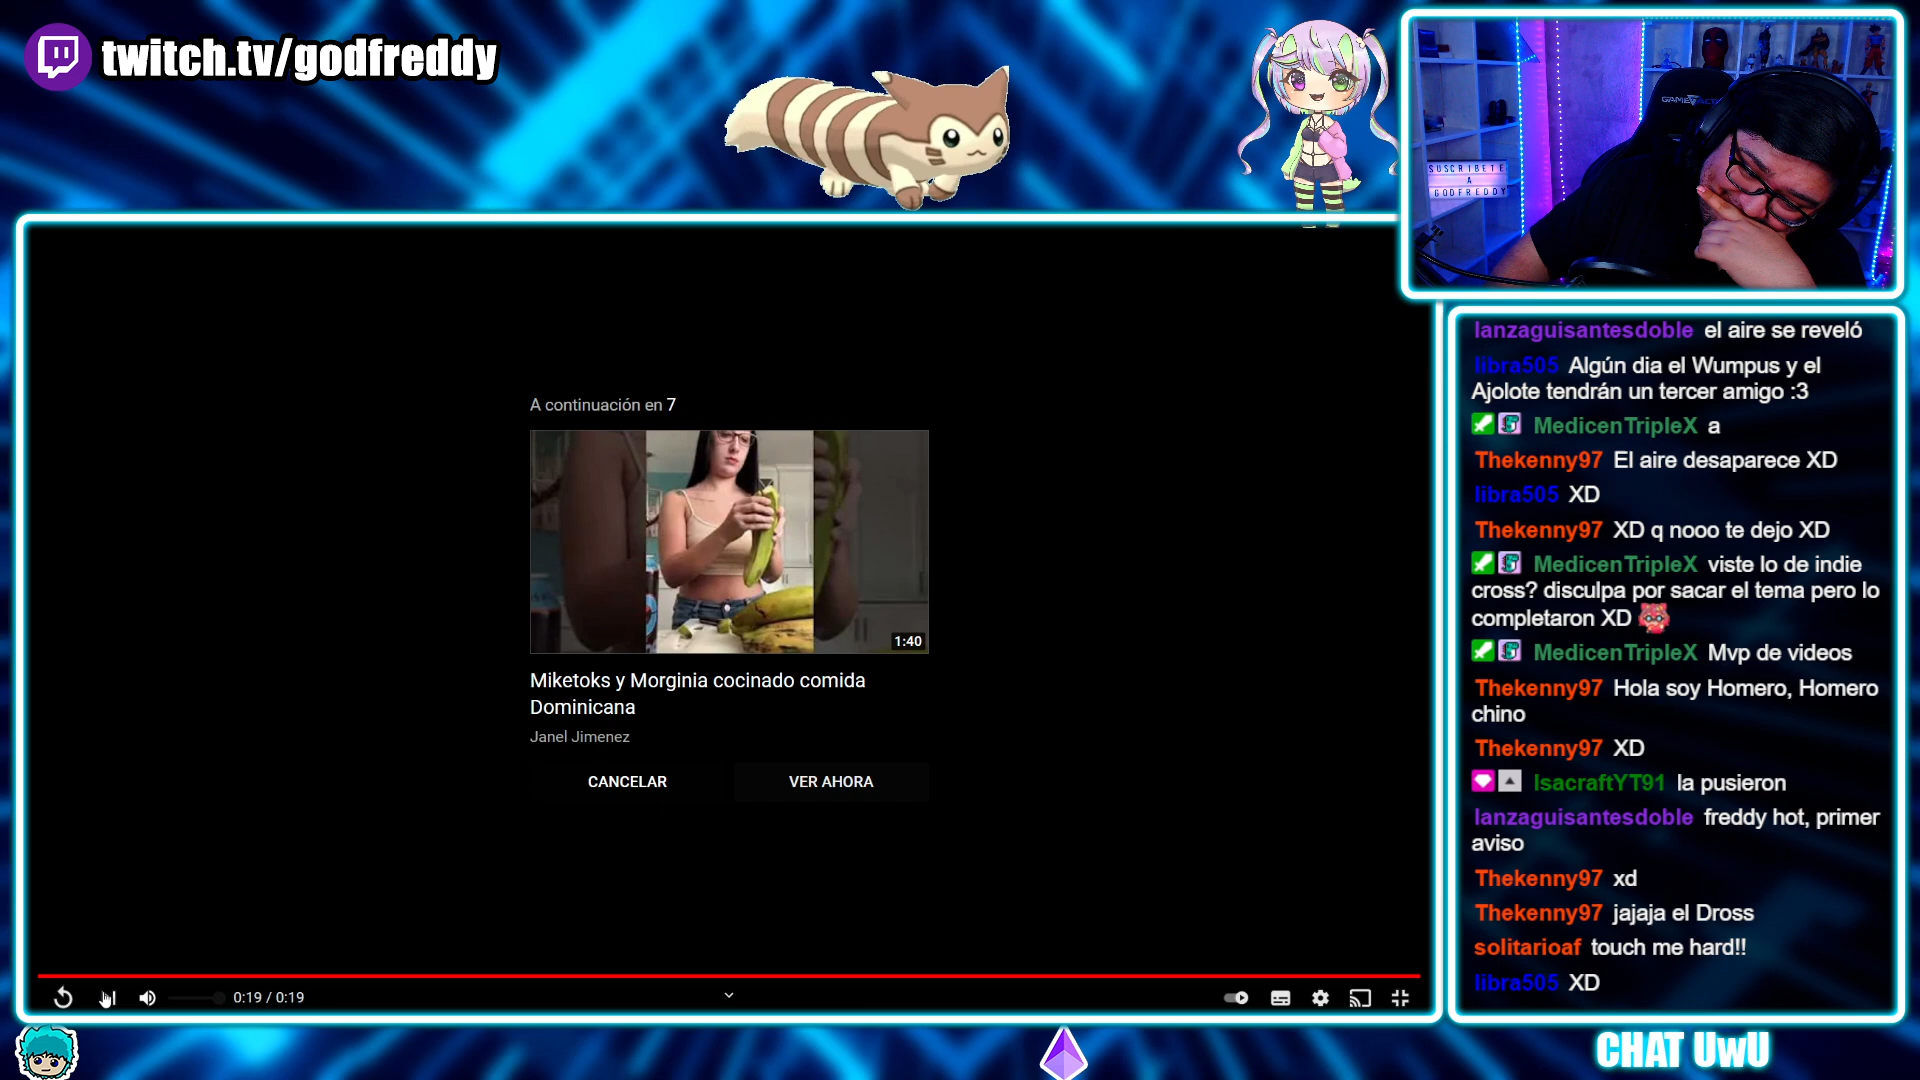 twitch.tv/godfreddy
GAMEFACTOR
SUSCRIBETE
A
GODFREDDY
A continuación en 7
1:40
Miketoks y Morginia cocinado comida
Dominicana
Janel Jimenez
CANCELAR
VER AHORA
0:19 / 0:19
lanzaguisantesdoble el aire se reveló
libra505 Algún dia el Wumpus y el
Ajolote tendrán un tercer amigo :3
MedicenTripleX a
Thekenny97 El aire desaparece XD
libra505 XD
Thekenny97 XD q nooo te dejo XD
MedicenTripleX viste lo de indie
cross? disculpa por sacar el tema pero lo
completaron XD
MedicenTripleX Mvp de videos
Thekenny97 Hola soy Homero, Homero
chino
Thekenny97 XD
IsacraftYT91 la pusieron
lanzaguisantesdoble freddy hot, primer
aviso
Thekenny97 xd
Thekenny97 jajaja el Dross
solitarioaf touch me hard!!
libra505 XD
CHAT UwU